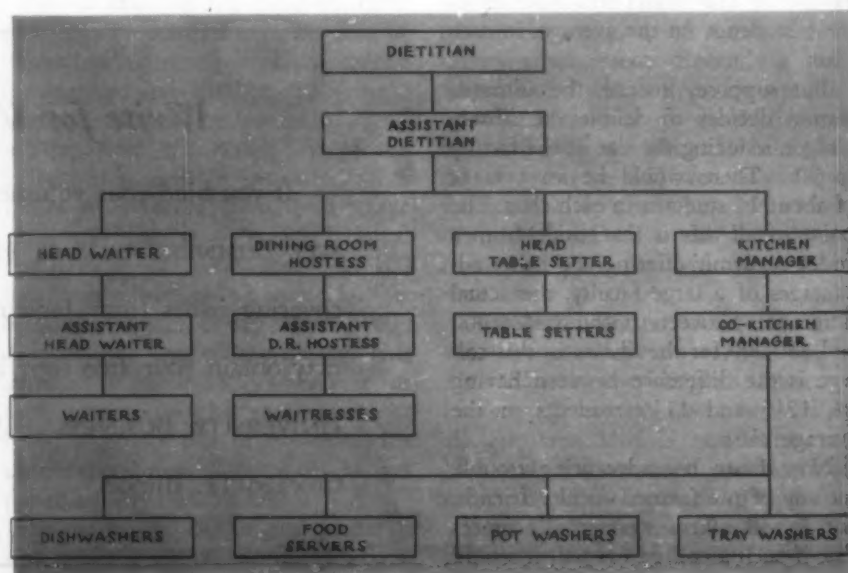 DIETITIAN
ASSISTANT
DIETITIAN
HEAD WAITER
DINING ROOM
HOSTESS
HEAD
TABLE SETTER
KITCHEN
MANAGER
ASSISTANT
HEAD WAITER
ASSISTANT
D.R. HOSTESS
TABLE SETTERS
CO-KITCHEN
MANAGER
WAITERS
WAITRESSES
DISHWASHERS
FOOD
SERVERS
POT WASHERS
TRAY WASHERS